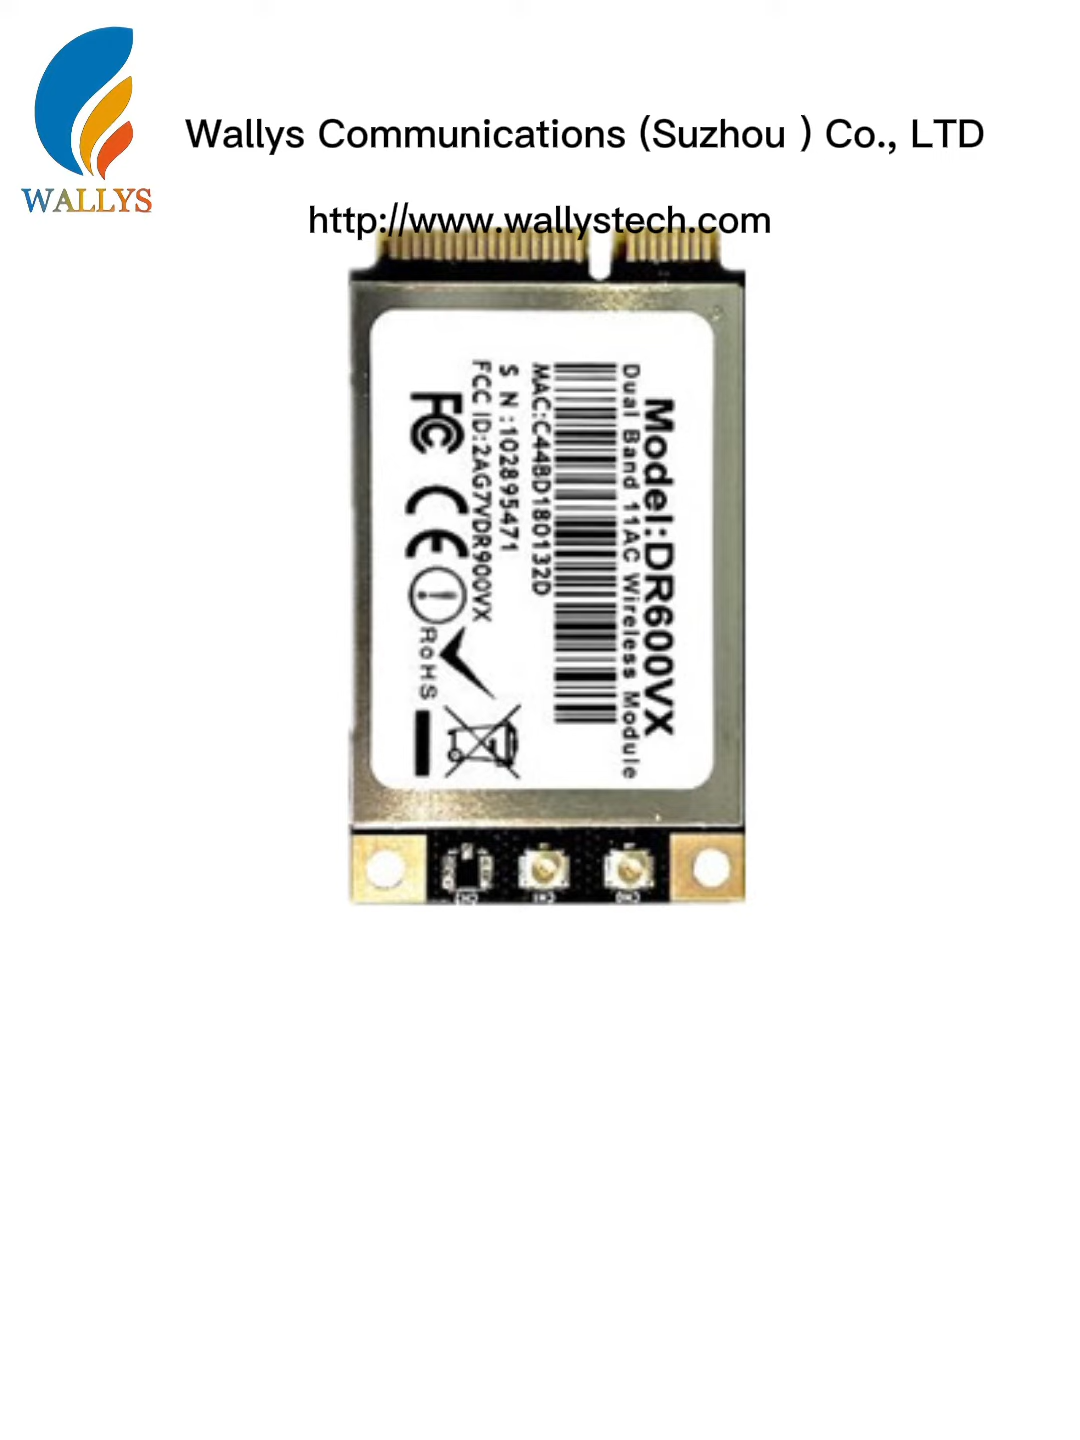 WALLYS
Wallys Communications (Suzhou ) Co., LTD
http://www.wallystech.com
Model:DR600VX
Dual Band 11AC Wireless Module
MAC:C44BD180132D
S N :102895471
FCC ID:2AG7VDR900VX
FC CE
RoHS